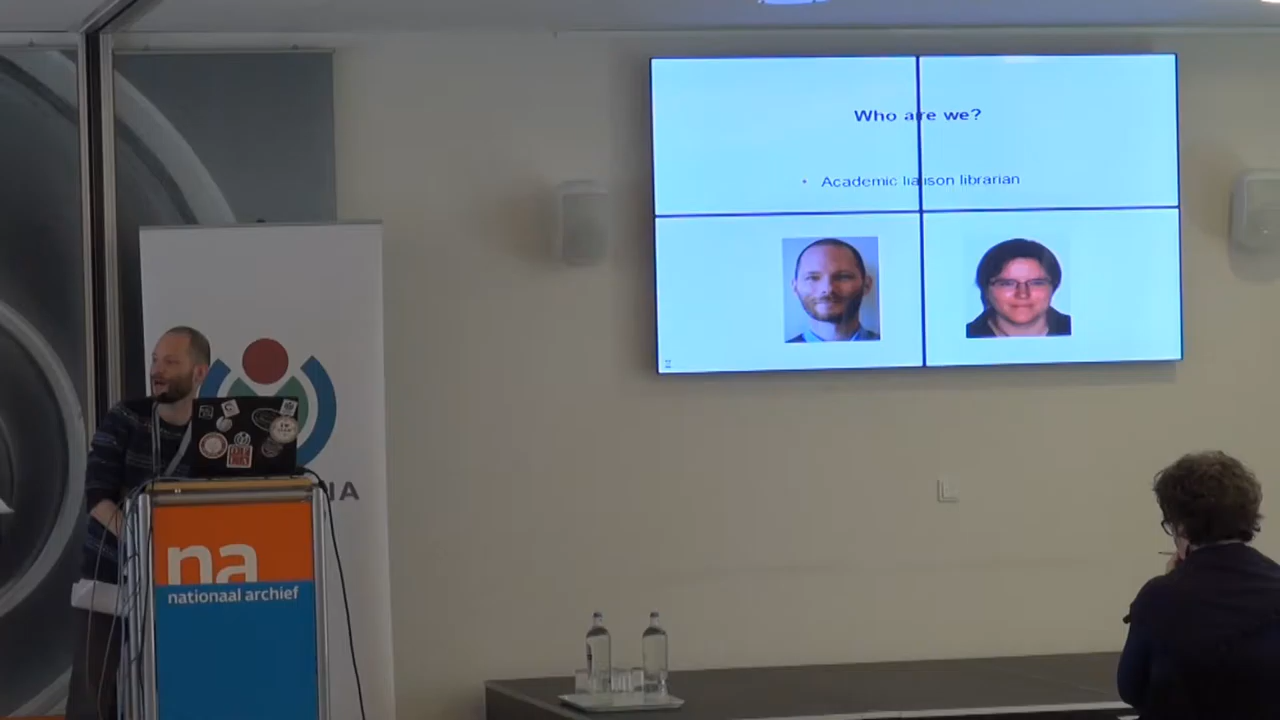 Who are we?
• Academic liaison librarian
IA
na
nationaal archief